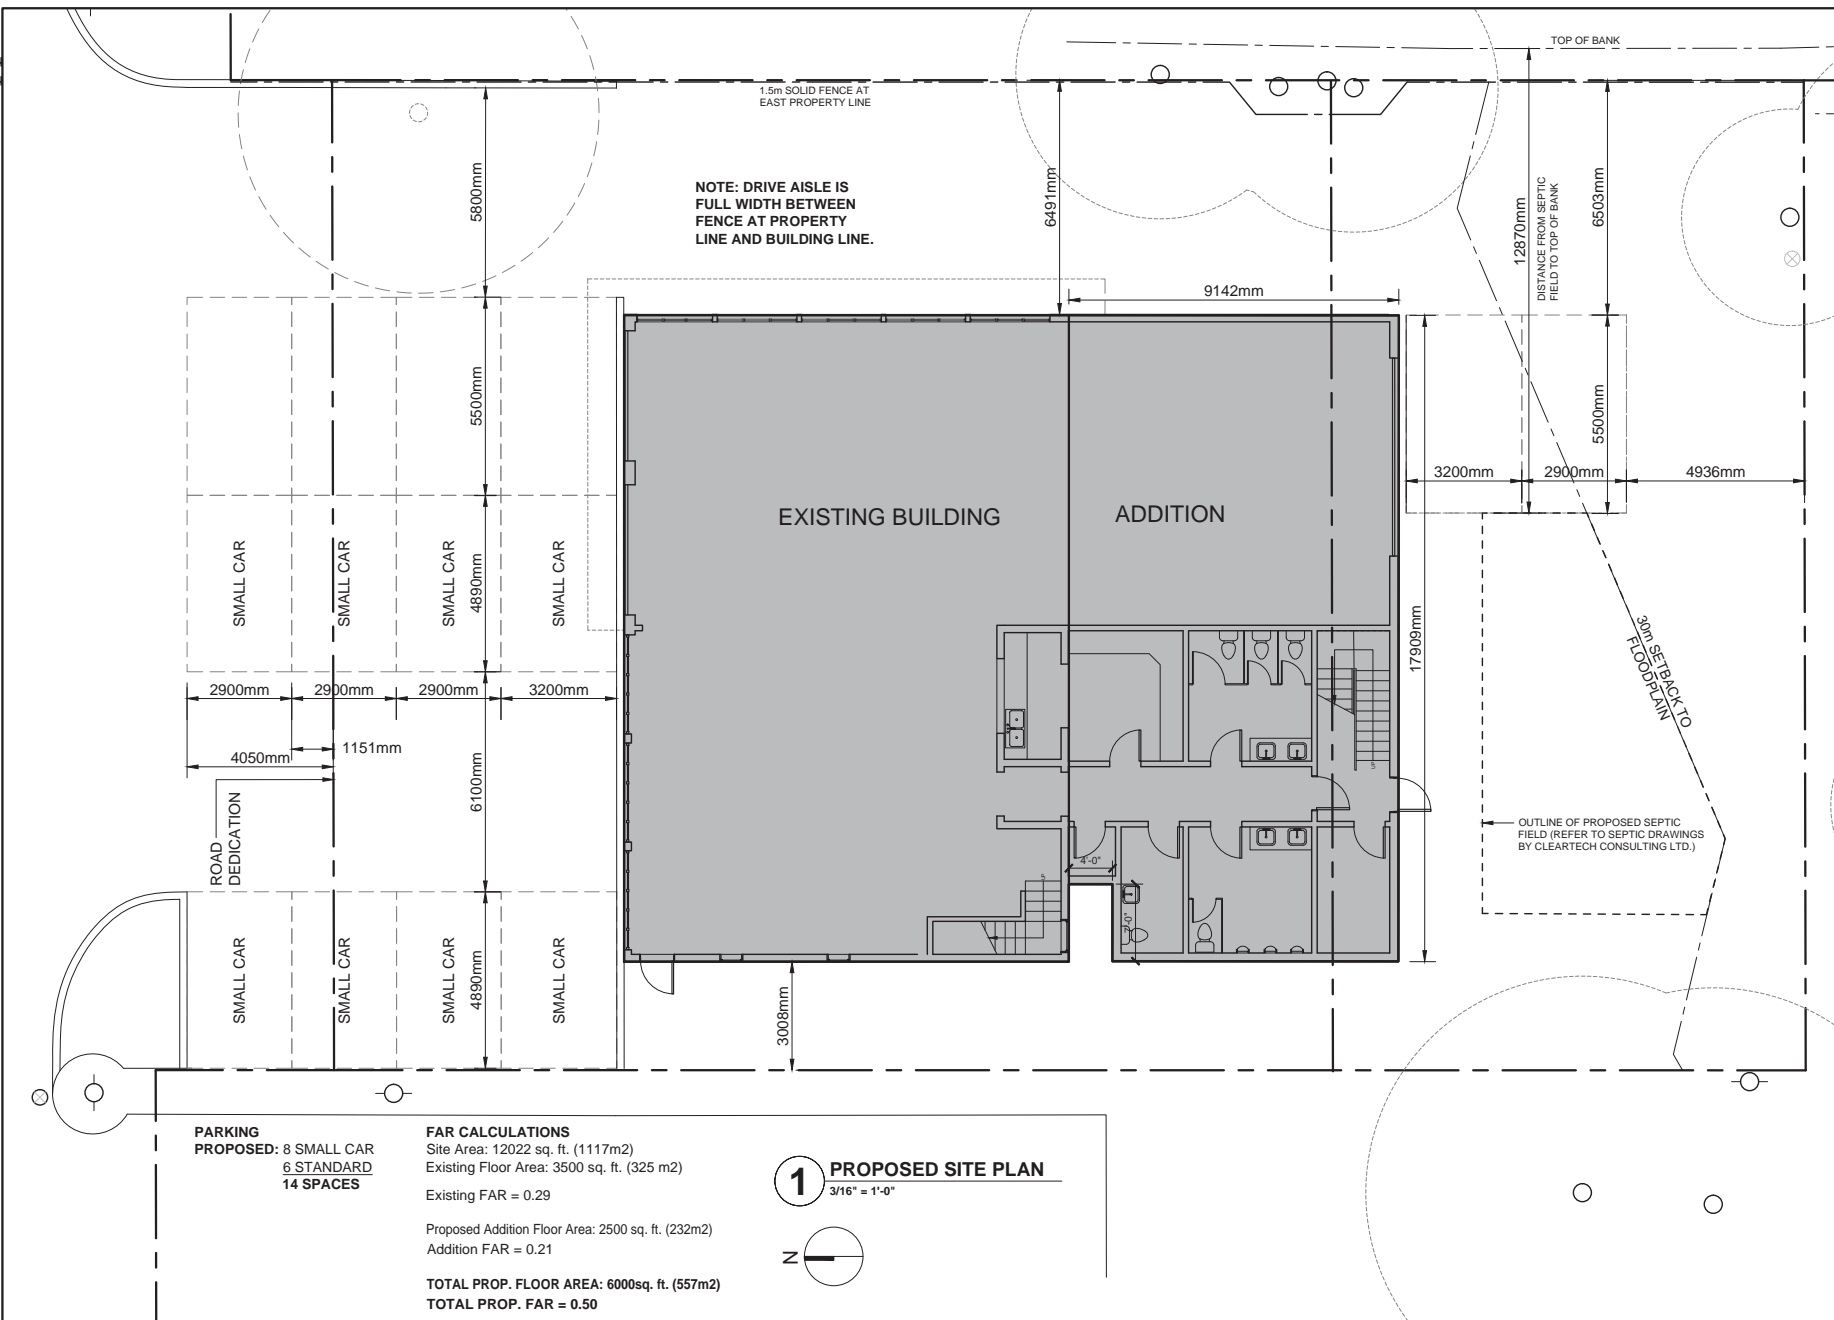 TOP OF BANK
1.5m SOLID FENCE AT
EAST PROPERTY LINE
NOTE: DRIVE AISLE IS
FULL WIDTH BETWEEN
FENCE AT PROPERTY
LINE AND BUILDING LINE.
5800mm
6491mm
12870mm
DISTANCE FROM SEPTIC
FIELD TO TOP OF BANK
6503mm
9142mm
5500mm
5500mm
3200mm
2900mm
4936mm
EXISTING BUILDING
ADDITION
SMALL CAR
SMALL CAR
SMALL CAR
4890mm
SMALL CAR
17909mm
30m SETBACK TO
FLOODPLAIN
2900mm
2900mm
2900mm
3200mm
1151mm
4050mm
6100mm
ROAD
DEDICATION
OUTLINE OF PROPOSED SEPTIC
FIELD (REFER TO SEPTIC DRAWINGS
BY CLEARTECH CONSULTING LTD.)
4'-0"
7'-0"
SMALL CAR
SMALL CAR
SMALL CAR
4890mm
SMALL CAR
3008mm
PARKING
PROPOSED: 8 SMALL CAR
6 STANDARD
14 SPACES
FAR CALCULATIONS
Site Area: 12022 sq. ft. (1117m2)
Existing Floor Area: 3500 sq. ft. (325 m2)
Existing FAR = 0.29
Proposed Addition Floor Area: 2500 sq. ft. (232m2)
Addition FAR = 0.21
TOTAL PROP. FLOOR AREA: 6000sq. ft. (557m2)
TOTAL PROP. FAR = 0.50
1
PROPOSED SITE PLAN
3/16" = 1'-0"
N